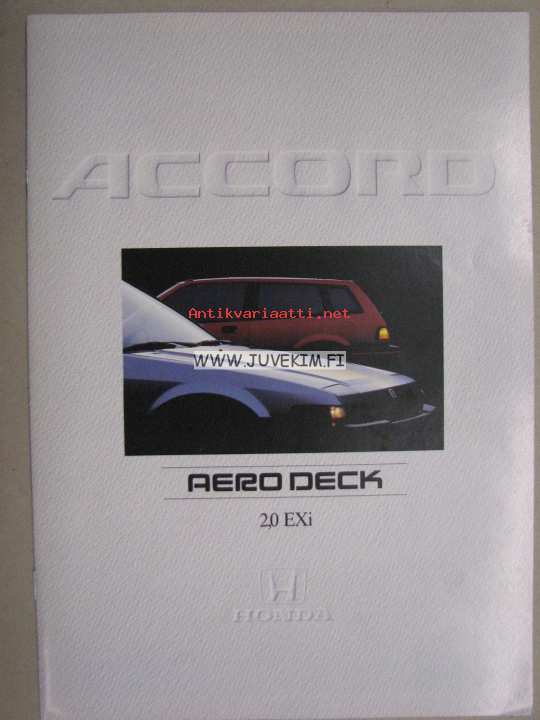 ACCORD
Antikvariaatti.net
WWW.JUVEKIM.FI
AERO DECK
2,0 EXi
HONDA